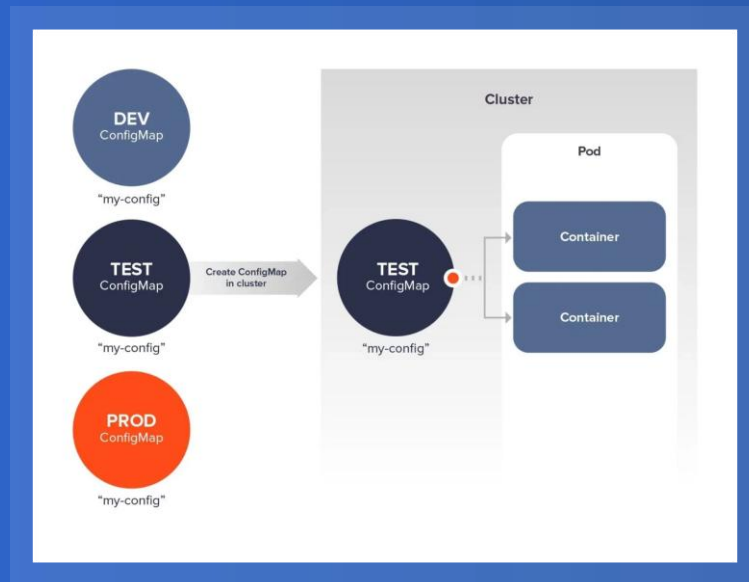 DEV
ConfigMap
“my-config”
TEST
ConfigMap
“my-config”
PROD
ConfigMap
“my-config”
Create ConfigMap
in cluster
Cluster
TEST
ConfigMap
“my-config”
Pod
Container
Container